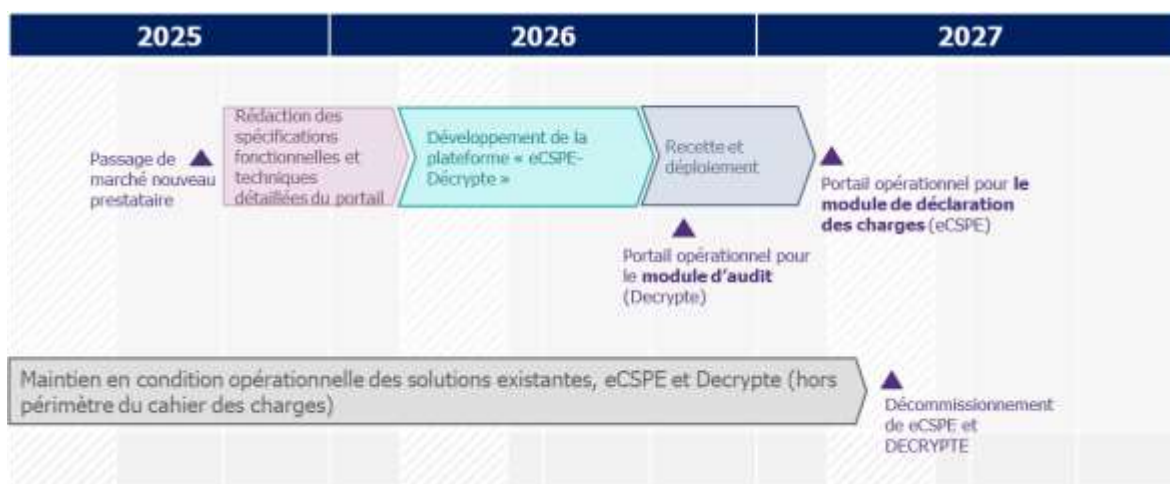 2025
2026
2027
Passage de
marché nouveau
prestataire
Rédaction des
spécifications
fonctionnelles et
techniques
détaillées du portail
Développement de la
plateforme « eCSPE-
Décrypte »
Recette et
déploiement
Portail opérationnel pour le
module de déclaration
des charges (eCSPE)
Portail opérationnel pour
le module d'audit
(Decrypte)
Maintien en condition opérationnelle des solutions existantes, eCSPE et Decrypte (hors
périmètre du cahier des charges)
Décommissionnement
de eCSPE et
DECRYPTE